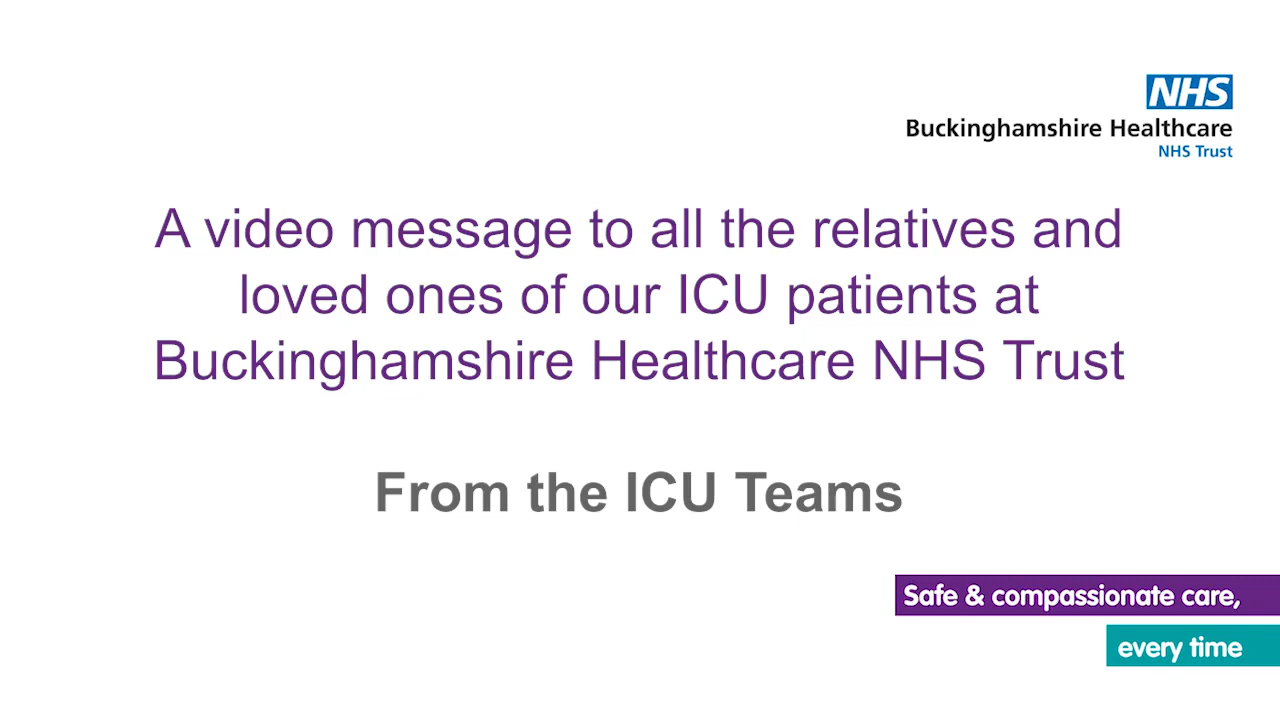 NHS
Buckinghamshire Healthcare
NHS Trust
A video message to all the relatives and
loved ones of our ICU patients at
Buckinghamshire Healthcare NHS Trust
From the ICU Teams
Safe & compassionate care,
every time